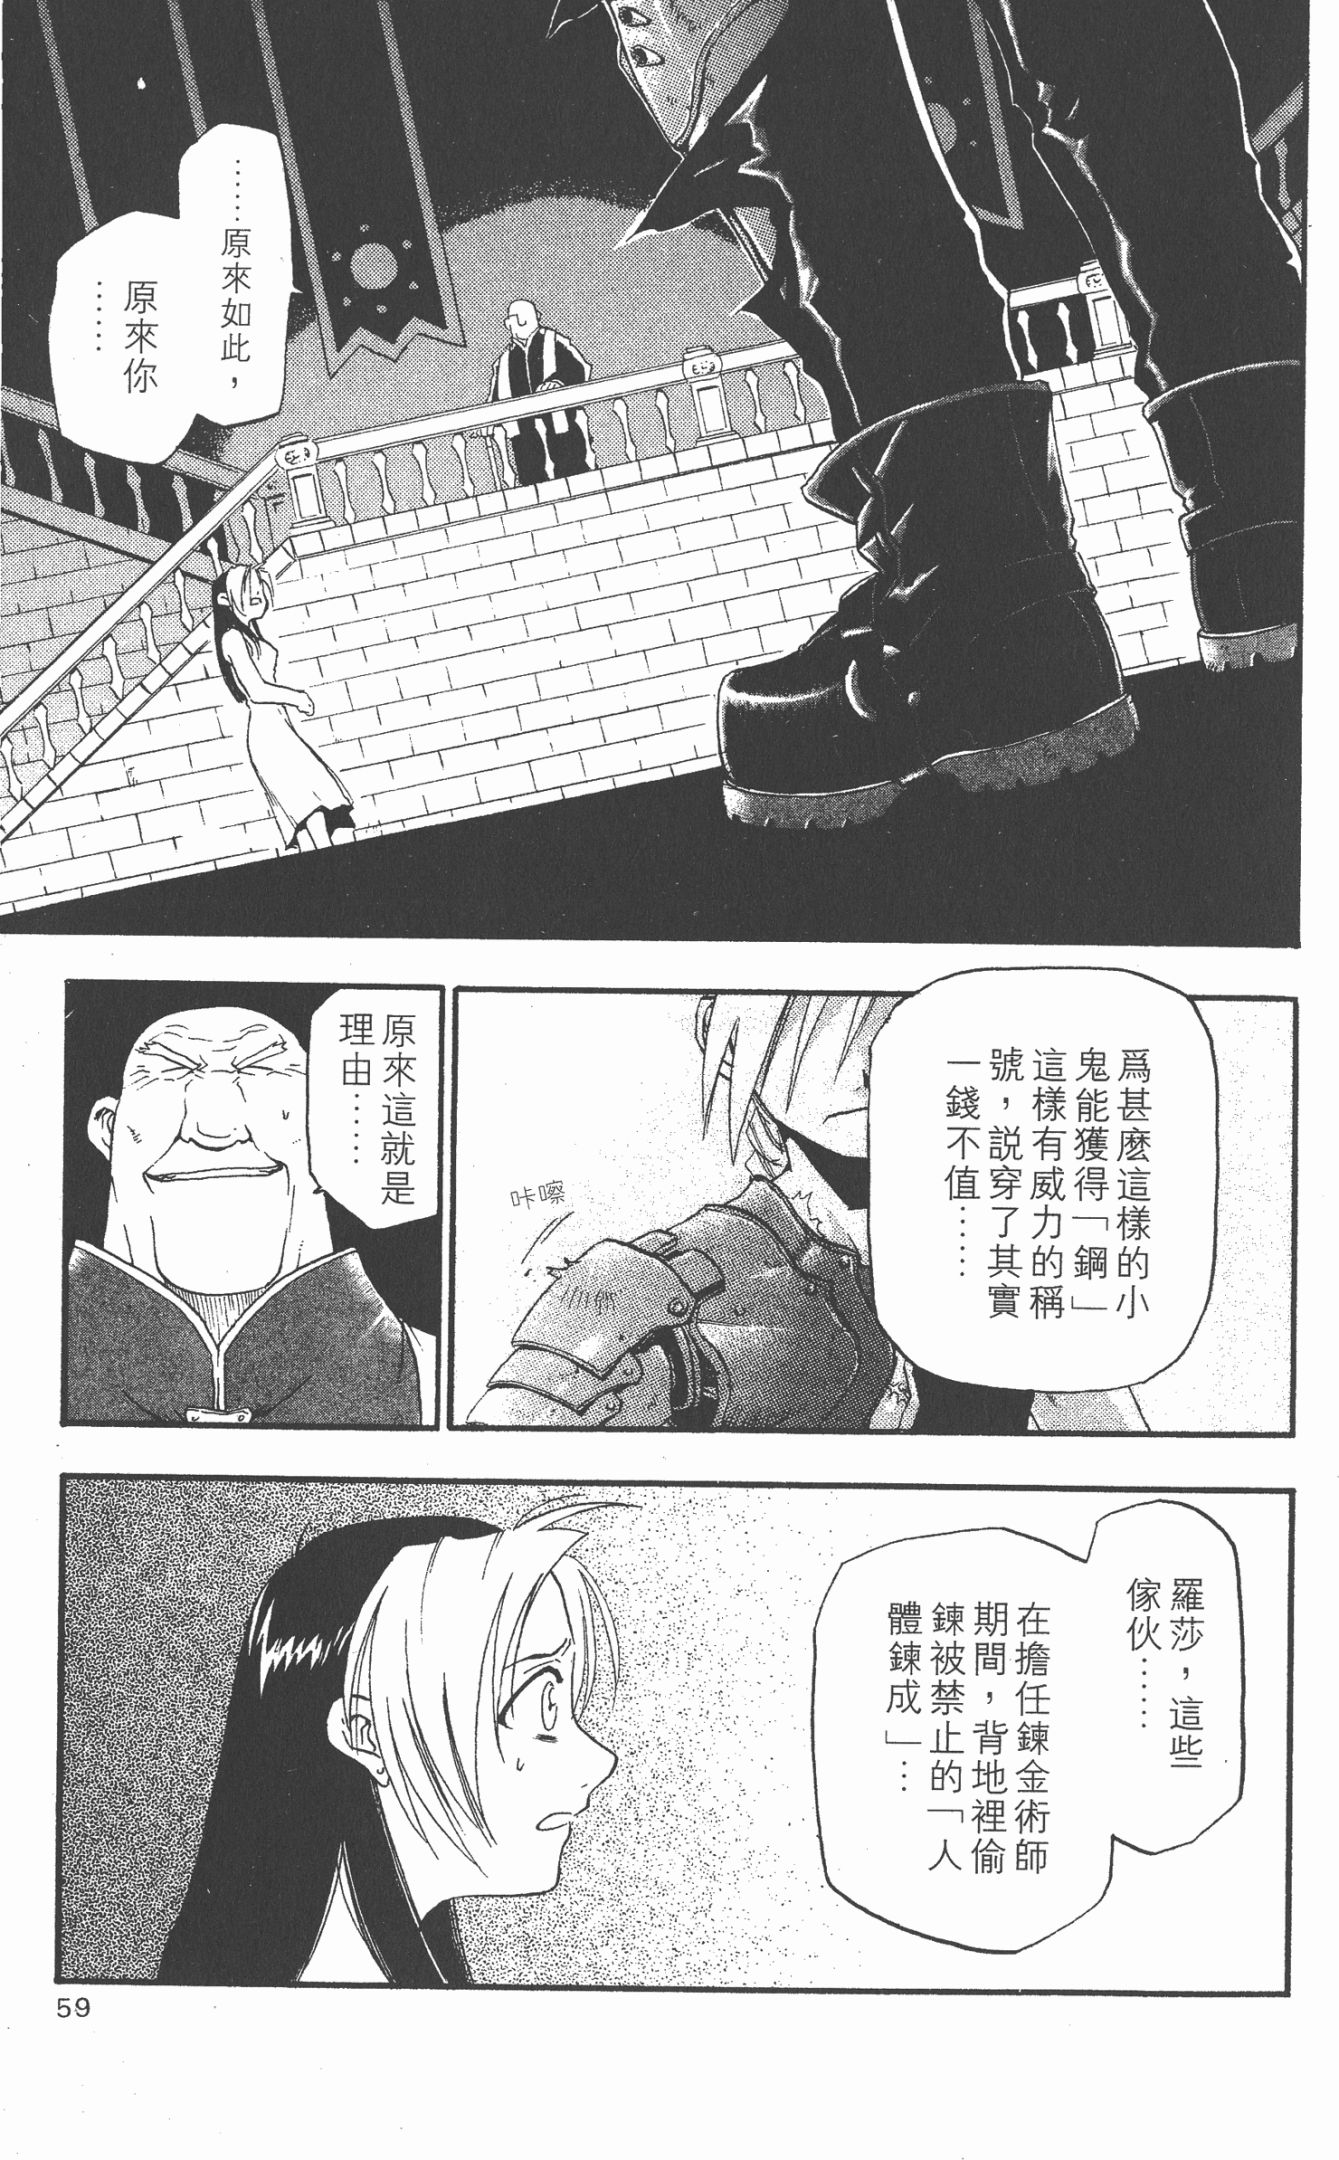 ……原來如此，
原來你
……
爲甚麼這樣的小
鬼能獲得「鋼」
這樣有威力的稱
號，説穿了其實
一錢不值……
咔嚓
原來這就是
理由……
羅莎，這些
傢伙……
在擔任鍊金術師
期間，背地裡偷
鍊被禁止的「人
體鍊成」…
59